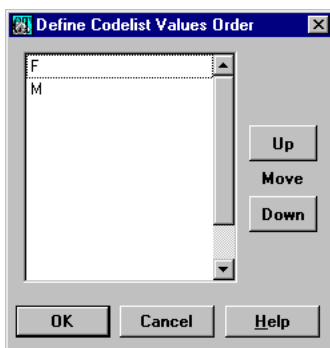 Define Codelist Values Order
F
M
Up
Move
Down
OK
Cancel
Help